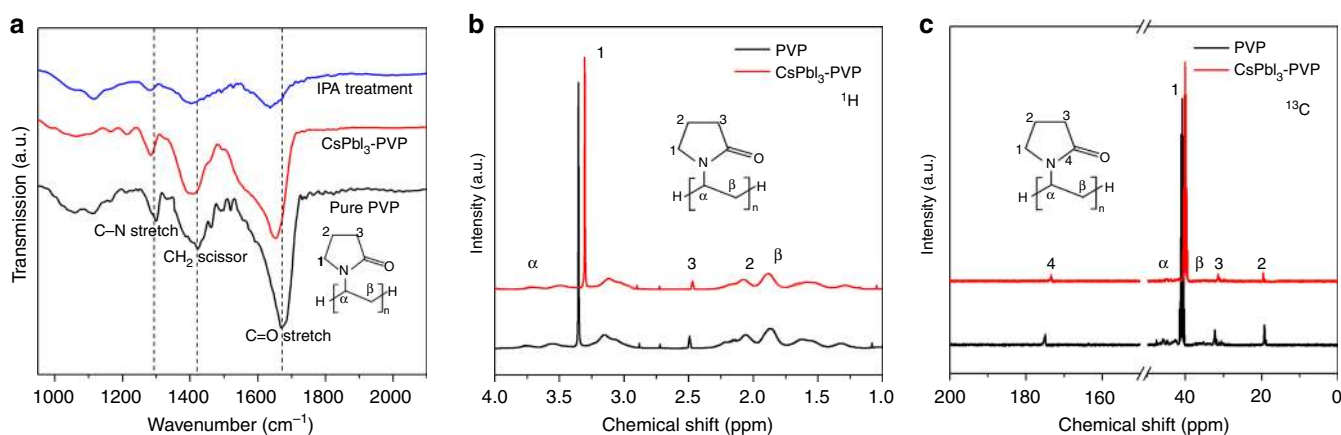 a
Transmission (a.u.)
IPA treatment
CsPbI₃-PVP
Pure PVP
C–N stretch
CH₂ scissor
C=O stretch
2
3
1
N
O
H
α
β
H
n
1000
1200
1400
1600
1800
2000
Wavenumber (cm⁻¹)
b
Intensity (a.u.)
1
PVP
CsPbI₃-PVP
¹H
2
3
1
N
O
H
α
β
H
n
α
3
2
β
4.0
3.5
3.0
2.5
2.0
1.5
1.0
Chemical shift (ppm)
c
Intensity (a.u.)
PVP
CsPbI₃-PVP
¹³C
1
2
3
1
4
N
O
H
α
β
H
n
4
α
β
3
2
200
160
40
20
0
Chemical shift (ppm)